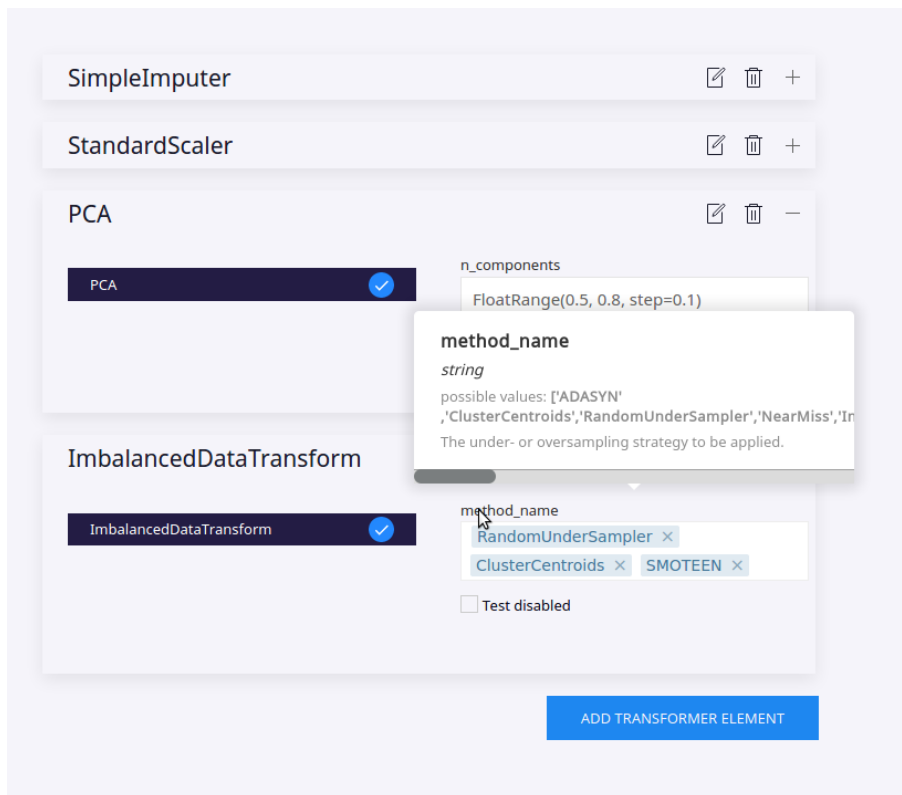 SimpleImputer
StandardScaler
PCA
PCA
n_components
FloatRange(0.5, 0.8, step=0.1)
method_name
string
possible values: ['ADASYN'
,'ClusterCentroids','RandomUnderSampler','NearMiss','In
The under- or oversampling strategy to be applied.
ImbalancedDataTransform
ImbalancedDataTransform
method_name
RandomUnderSampler ×
ClusterCentroids × SMOTEEN ×
Test disabled
ADD TRANSFORMER ELEMENT